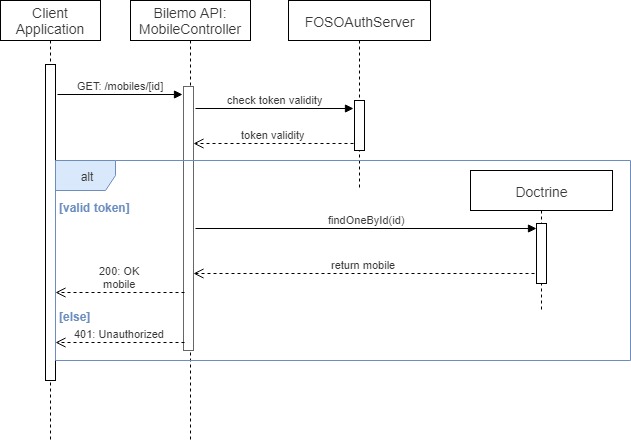 Client
Application
Bilemo API:
MobileController
FOSOAuthServer
GET: /mobiles/[id]
check token validity
token validity
alt
Doctrine
[valid token]
findOneById(id)
return mobile
200: OK
mobile
[else]
401: Unauthorized